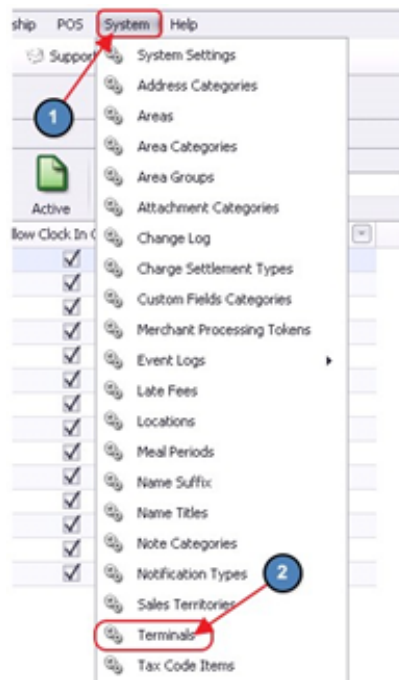 ship POS System Help
Support System Settings
1
Address Categories
Areas
Area Categories
Area Groups
Active Attachment Categories
low Clock In Change Log
Charge Settlement Types
Custom Fields Categories
Merchant Processing Tokens
Event Logs
Late Fees
Locations
Meal Periods
Name Suffix
Name Titles
Note Categories
Notification Types 2
Sales Territories
Terminals
Tax Code Items